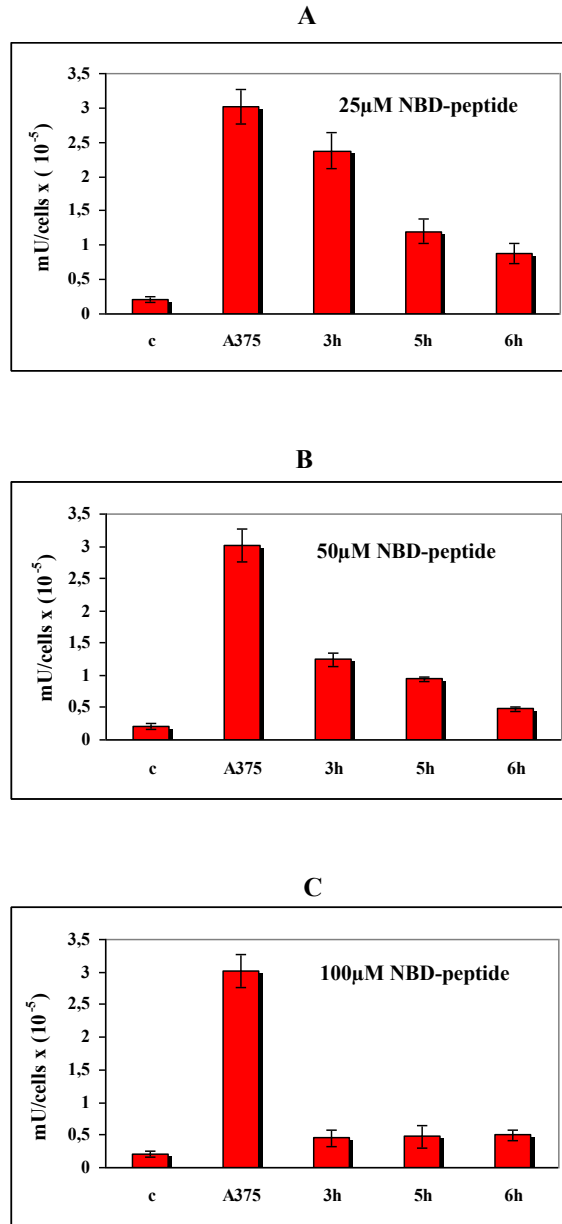 A
25µM NBD-peptide
mU/cells x ( 10⁻⁵)
3,5
3
2,5
2
1,5
1
0,5
0
c A375 3h 5h 6h
B
50µM NBD-peptide
mU/cells x (10⁻⁵)
3,5
3
2,5
2
1,5
1
0,5
0
c A375 3h 5h 6h
C
100µM NBD-peptide
mU/cells x (10⁻⁵)
3,5
3
2,5
2
1,5
1
0,5
0
c A375 3h 5h 6h